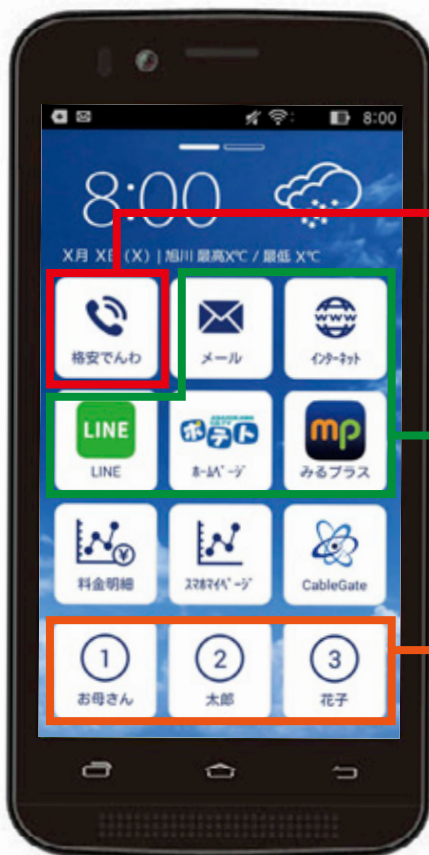 8:00
8:00
X月 X日 (X) | 旭川 最高X℃ / 最低 X℃
格安でんわ
メール
www
インターネット
LINE
LINE
ポテト
ホームページ
mp
みるプラス
¥
料金明細
スマホマイページ
CableGate
1
お母さん
2
太郎
3
花子